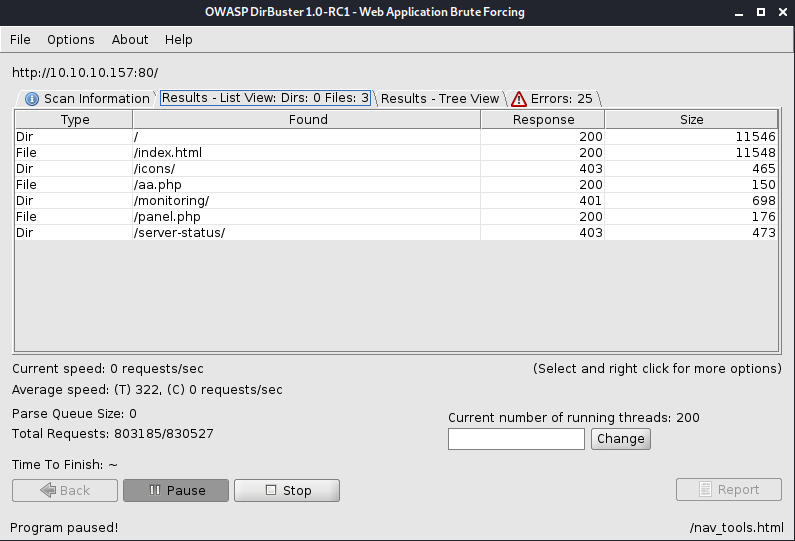 OWASP DirBuster 1.0-RC1 - Web Application Brute Forcing
File Options About Help
http://10.10.10.157:80/
Scan Information Results - List View: Dirs: 0 Files: 3 Results - Tree View Errors: 25
Type Found Response Size
Dir / 200 11546
File /index.html 200 11548
Dir /icons/ 403 465
File /aa.php 200 150
Dir /monitoring/ 401 698
File /panel.php 200 176
Dir /server-status/ 403 473
Current speed: 0 requests/sec (Select and right click for more options)
Average speed: (T) 322, (C) 0 requests/sec
Parse Queue Size: 0
Current number of running threads: 200
Total Requests: 803185/830527
Change
Time To Finish: ~
Back Pause Stop Report
Program paused! /nav_tools.html